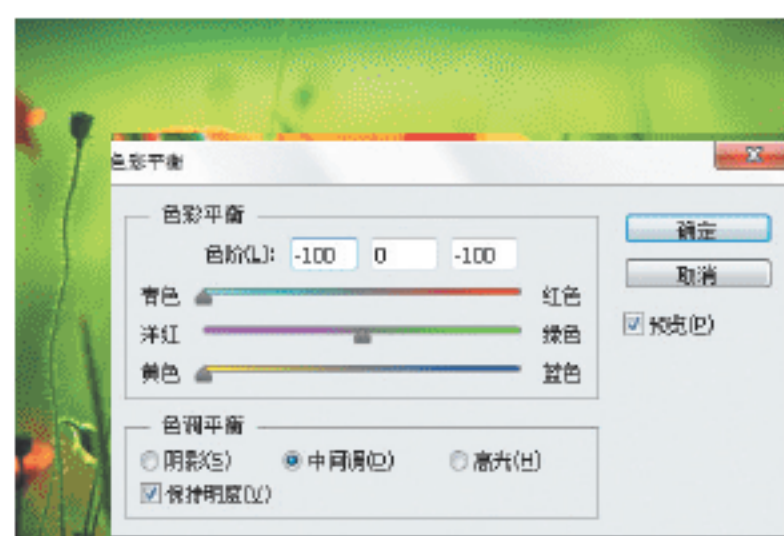 色彩平衡
色彩平衡
色阶(L): -100 0 -100
确定
取消
青色 红色
洋红 绿色
预览(P)
黄色 蓝色
色调平衡
阴影(S) 中间调(D) 高光(H)
保持明度(V)